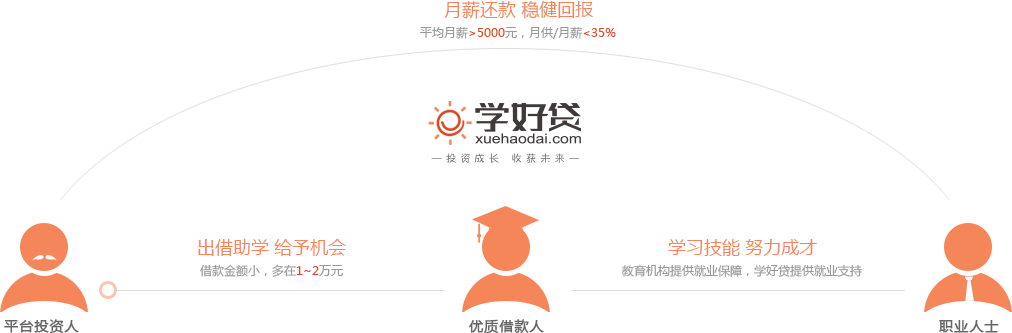 月薪还款 稳健回报
平均月薪>5000元，月供/月薪<35%
学好贷
xuehaodai.com
—投资成长 收获未来—
出借助学 给予机会
借款金额小，多在1~2万元
学习技能 努力成才
教育机构提供就业保障，学好贷提供就业支持
平台投资人
优质借款人
职业人士